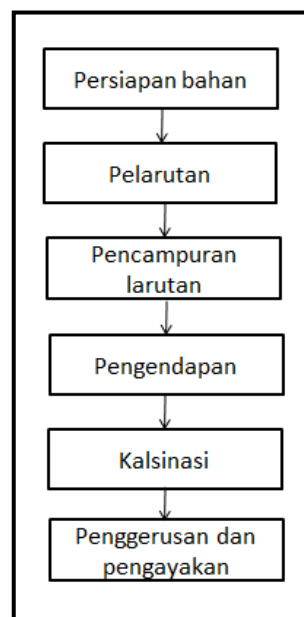 Persiapan bahan
Pelarutan
Pencampuran
larutan
Pengendapan
Kalsinasi
Penggerusan dan
pengayakan